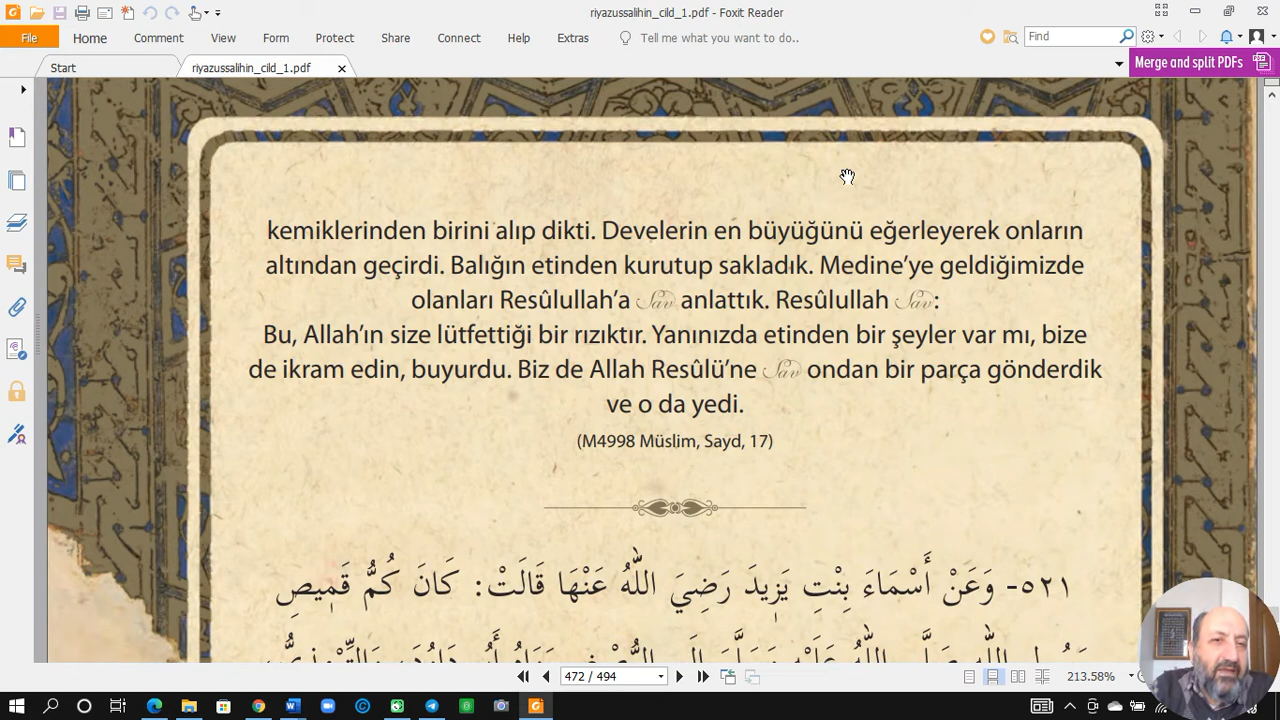 riyazussalihin_cild_1.pdf - Foxit Reader
File Home Comment View Form Protect Share Connect Help Extras Tell me what you want to do.. Find
Start riyazussalihin_cild_1.pdf Merge and split PDFs
kemiklerinden birini alıp dikti. Develerin en büyüğünü eğerleyerek onların
altından geçirdi. Balığın etinden kurutup sakladık. Medine’ye geldiğimizde
olanları Resûlullah’a Sav anlattık. Resûlullah Sav:
Bu, Allah’ın size lütfettiği bir rızıktır. Yanınızda etinden bir şeyler var mı, bize
de ikram edin, buyurdu. Biz de Allah Resûlü’ne Sav ondan bir parça gönderdik
ve o da yedi.
(M4998 Müslim, Sayd, 17)
٥٢١- وَعَنْ أَسْمَاءَ بِنْتِ يَزِيدَ رَضِيَ اللّٰهُ عَنْهَا قَالَتْ: كَانَ كُمُّ قَمِيصِ
472 / 494 213.58%